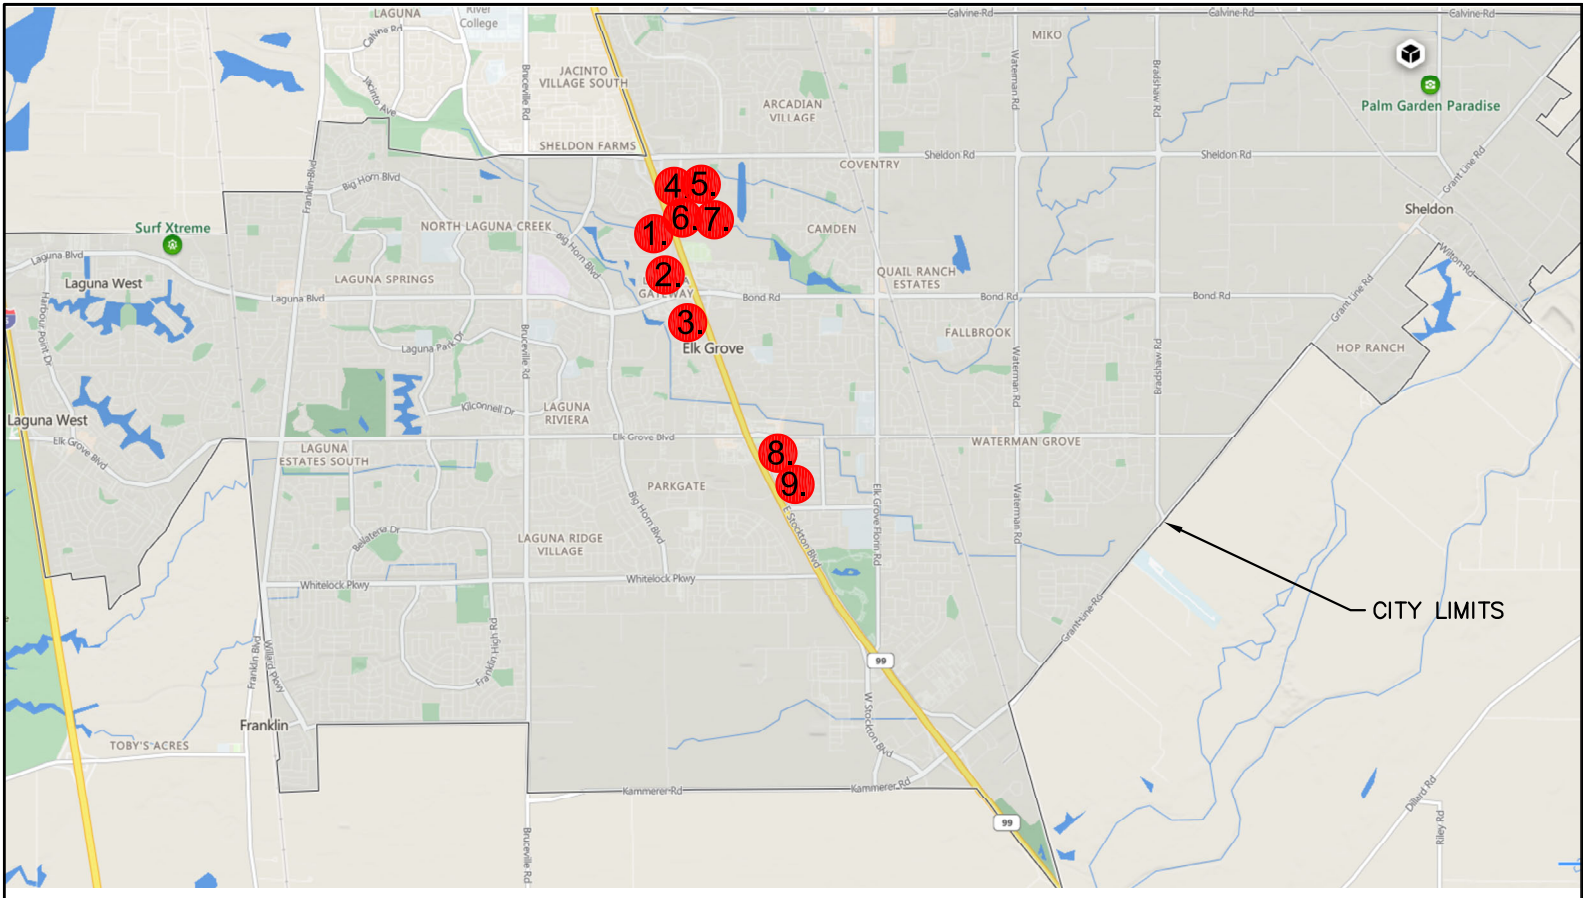 LAGUNA
River
College
Calvine Rd
Calvine Rd
Calvine Rd
Calvine Rd
MIKO
JACINTO
VILLAGE SOUTH
Bruceville Rd
Jacinto Ave
Waterman Rd
Bradshaw Rd
Palm Garden Paradise
ARCADIAN
VILLAGE
SHELDON FARMS
COVENTRY
Sheldon Rd
Sheldon Rd
Grant Line Rd
Franklin Blvd
Big Horn Blvd
4.
5.
6.
7.
1.
Sheldon
Surf Xtreme
NORTH LAGUNA CREEK
CAMDEN
Big Horn Blvd
Wilton Rd
Laguna Blvd
Laguna West
LAGUNA SPRINGS
2.
GATEWAY
QUAIL RANCH
ESTATES
Laguna Blvd
Bond Rd
Bond Rd
Bond Rd
Grant Line Rd
Harbour Point Dr
3.
Elk Grove
FALLBROOK
HOP RANCH
Laguna Park Dr
Bruceville Rd
Waterman Rd
Bradshaw Rd
Kilconnell Dr
LAGUNA
RIVIERA
Laguna West
Elk Grove Blvd
Elk Grove Blvd
LAGUNA
ESTATES SOUTH
WATERMAN GROVE
8.
9.
PARKGATE
Big Horn Blvd
E Stockton Blvd
Elk Grove Florin Rd
Waterman Rd
Bellaterra Dr
LAGUNA RIDGE
VILLAGE
Whitelock Pkwy
Whitelock Pkwy
CITY LIMITS
Grant Line Rd
Franklin Blvd
Willard Pkwy
Franklin High Rd
99
Franklin
W Stockton Blvd
TOBY'S ACRES
Kammerer Rd
Kammerer Rd
99
Bruceville Rd
Dillard Rd
Riley Rd